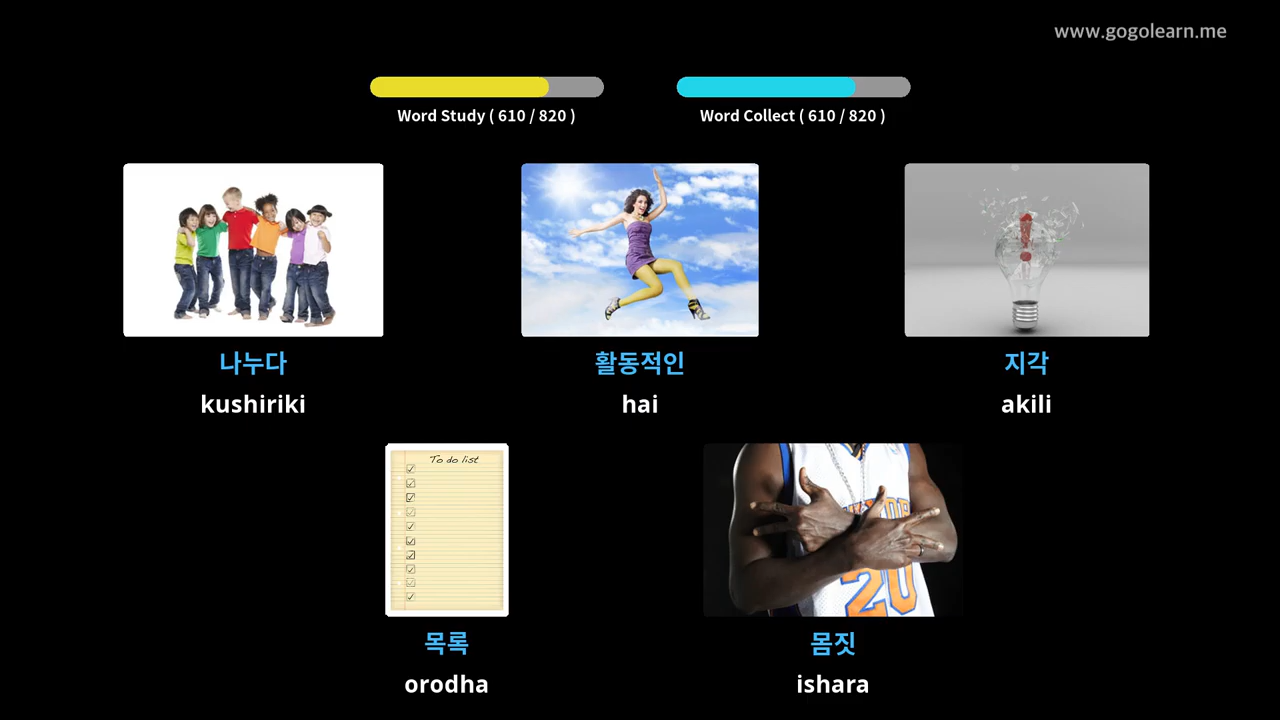 www.gogolearn.me
Word Study ( 610 / 820 )
Word Collect ( 610 / 820 )
나누다
kushiriki
활동적인
hai
지각
akili
To do list
목록
orodha
20
몸짓
ishara